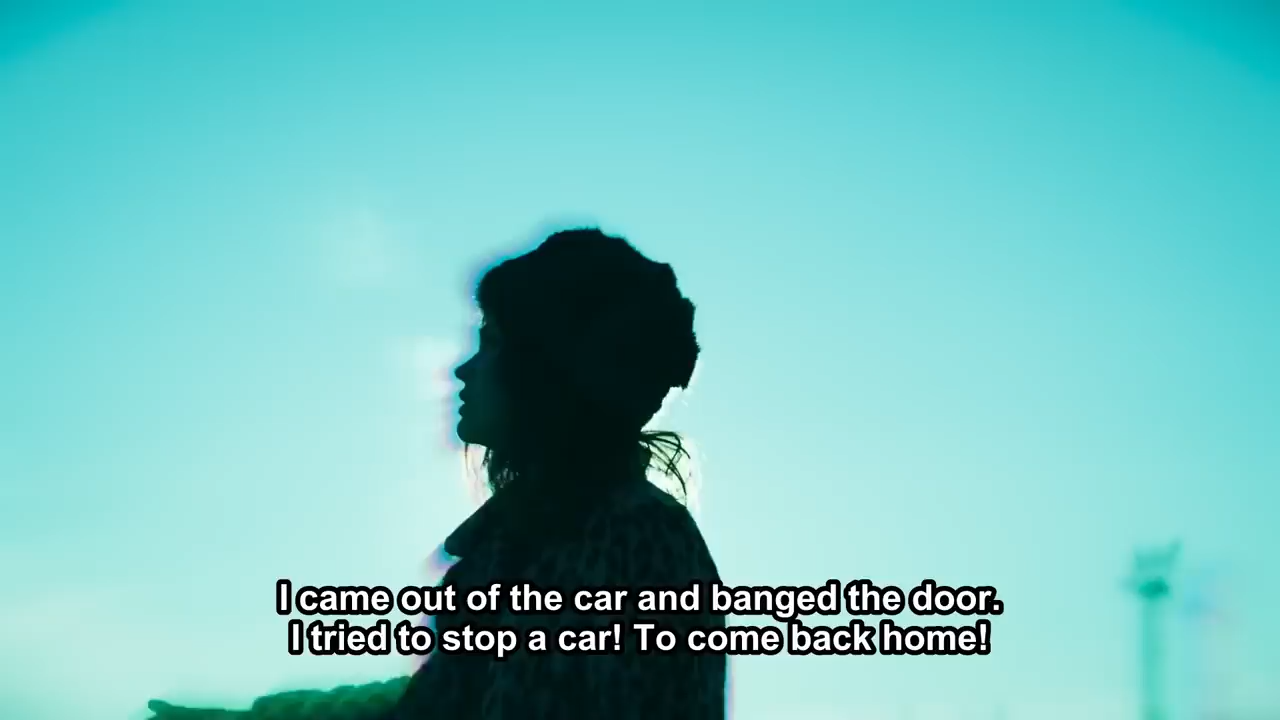 I came out of the car and banged the door.
I tried to stop a car! To come back home!